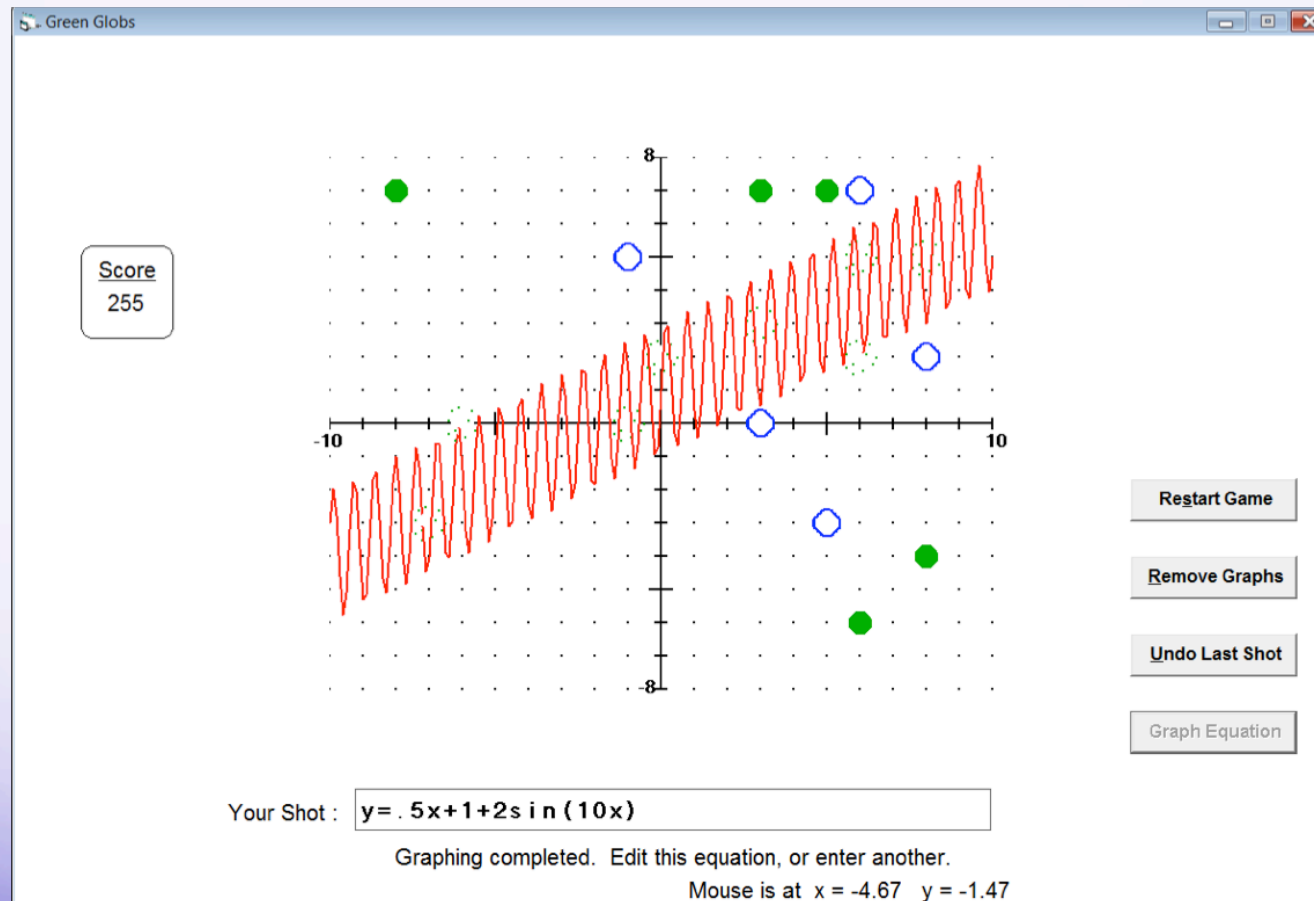 Green Globs
8
Score
255
-10
10
-8
Restart Game
Remove Graphs
Undo Last Shot
Graph Equation
Your Shot : y=.5x+1+2sin(10x)
Graphing completed. Edit this equation, or enter another.
Mouse is at x = -4.67 y = -1.47